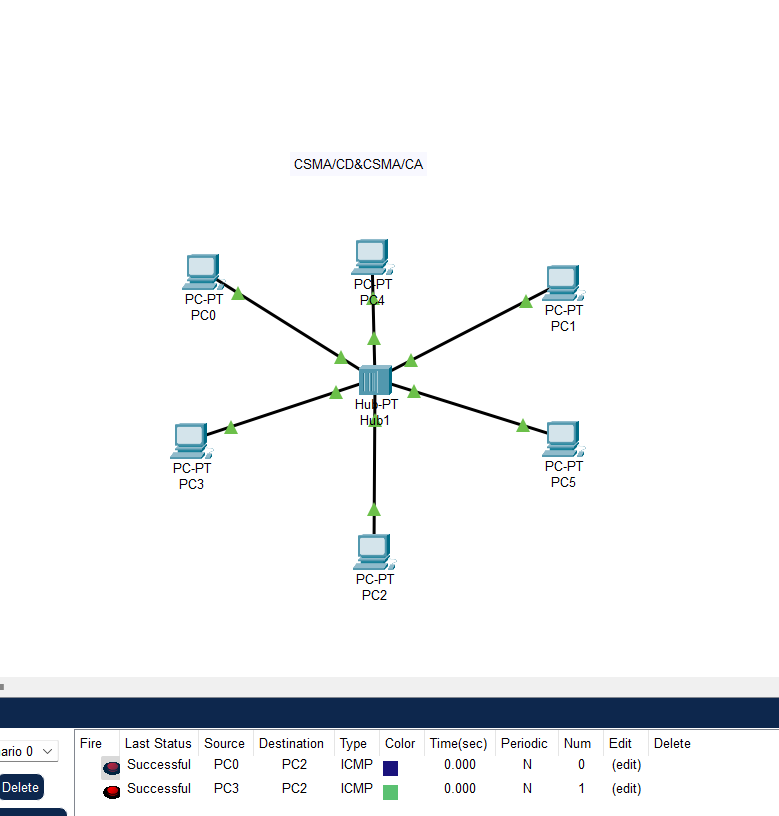 CSMA/CD&CSMA/CA
PC-PT
PC0
PC-PT
PC4
PC-PT
PC1
Hub-PT
Hub1
PC-PT
PC3
PC-PT
PC5
PC-PT
PC2
Fire Last Status Source Destination Type Color Time(sec) Periodic Num Edit Delete
Successful PC0 PC2 ICMP 0.000 N 0 (edit)
Successful PC3 PC2 ICMP 0.000 N 1 (edit)
ario 0
Delete